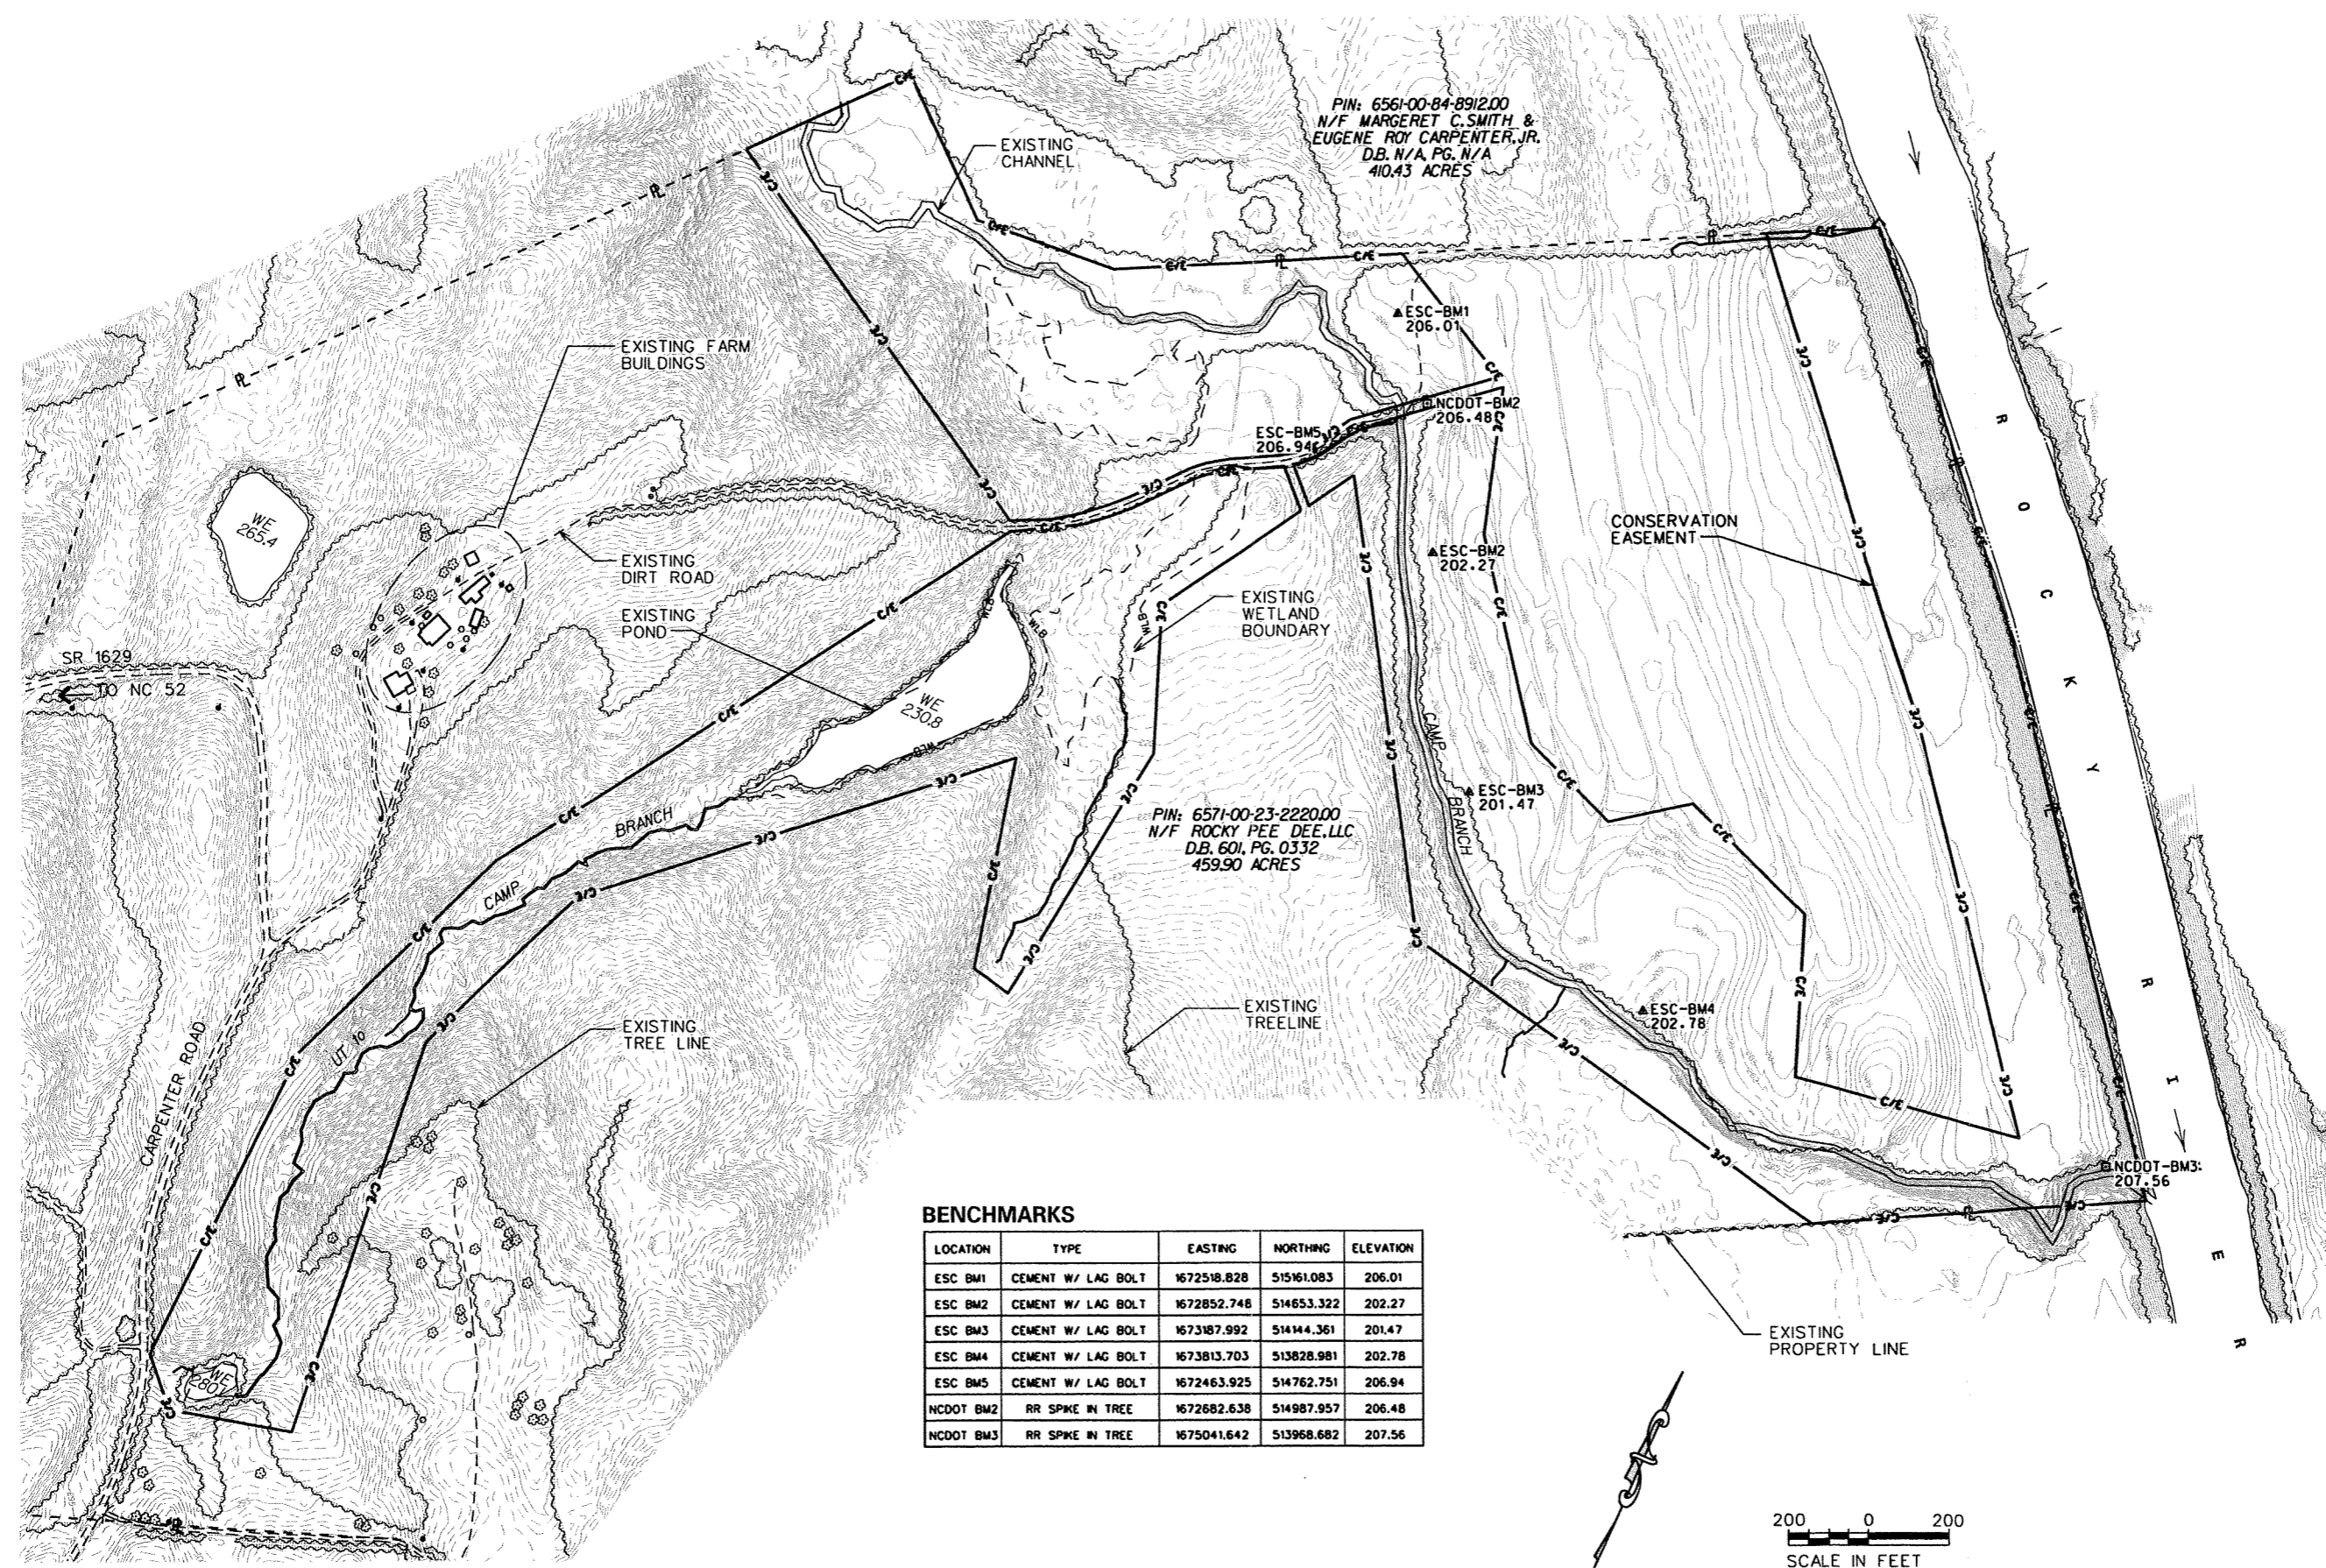 PIN: 6561-00-84-8912.00
N/F MARGERET C. SMITH &
EUGENE ROY CARPENTER, JR.
D.B. N/A, PG. N/A
410.43 ACRES
EXISTING
CHANNEL
ESC-BM1
206.01
EXISTING FARM
BUILDINGS
NCDOT-BM2
206.48
ESC-BM5
206.94
WE
265.4
CONSERVATION
EASEMENT
ESC-BM2
202.27
EXISTING
DIRT ROAD
EXISTING
POND
EXISTING
WETLAND
BOUNDARY
WLB
WLB
WLB
WLB
SR 1629
TO NC 52
WE
230.8
CAMP
BRANCH
ESC-BM3
201.47
PIN: 6571-00-23-2220.00
N/F ROCKY PEE DEE, LLC
D.B. 601, PG. 0332
459.90 ACRES
UT to
CAMP
BRANCH
ROCKY RIVER
EXISTING
TREE LINE
EXISTING
TREELINE
ESC-BM4
202.78
CARPENTER ROAD
NCDOT-BM3
207.56
WE
EXISTING
PROPERTY LINE
C/E
BENCHMARKS
LOCATION TYPE EASTING NORTHING ELEVATION
ESC BM1 CEMENT W/ LAG BOLT 1672518.828 515161.083 206.01
ESC BM2 CEMENT W/ LAG BOLT 1672852.748 514653.322 202.27
ESC BM3 CEMENT W/ LAG BOLT 1673187.992 514144.361 201.47
ESC BM4 CEMENT W/ LAG BOLT 1673813.703 513828.981 202.78
ESC BM5 CEMENT W/ LAG BOLT 1672463.925 514762.751 206.94
NCDOT BM2 RR SPIKE IN TREE 1672682.638 514987.957 206.48
NCDOT BM3 RR SPIKE IN TREE 1675041.642 513968.682 207.56
200 0 200
SCALE IN FEET